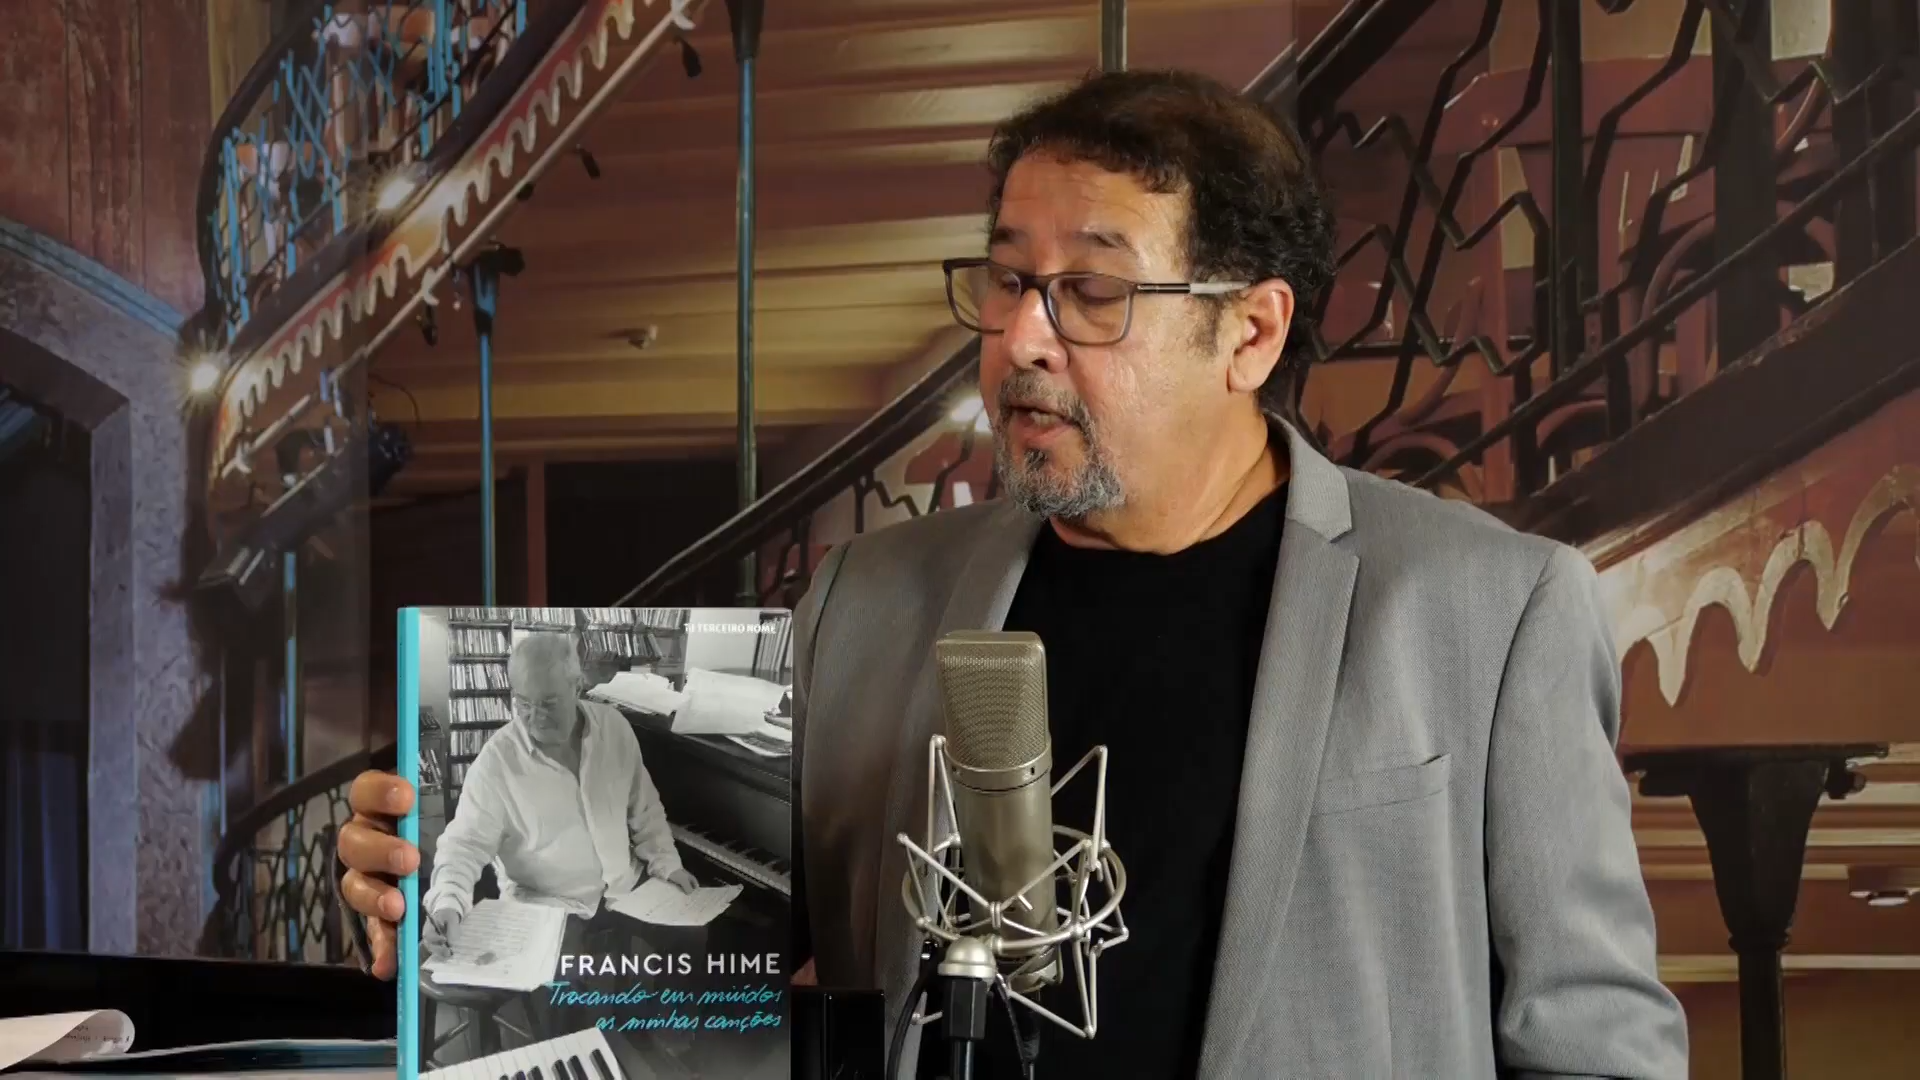 TERCEIRO NOME
FRANCIS HIME
Trocando em miúdos
as minhas canções